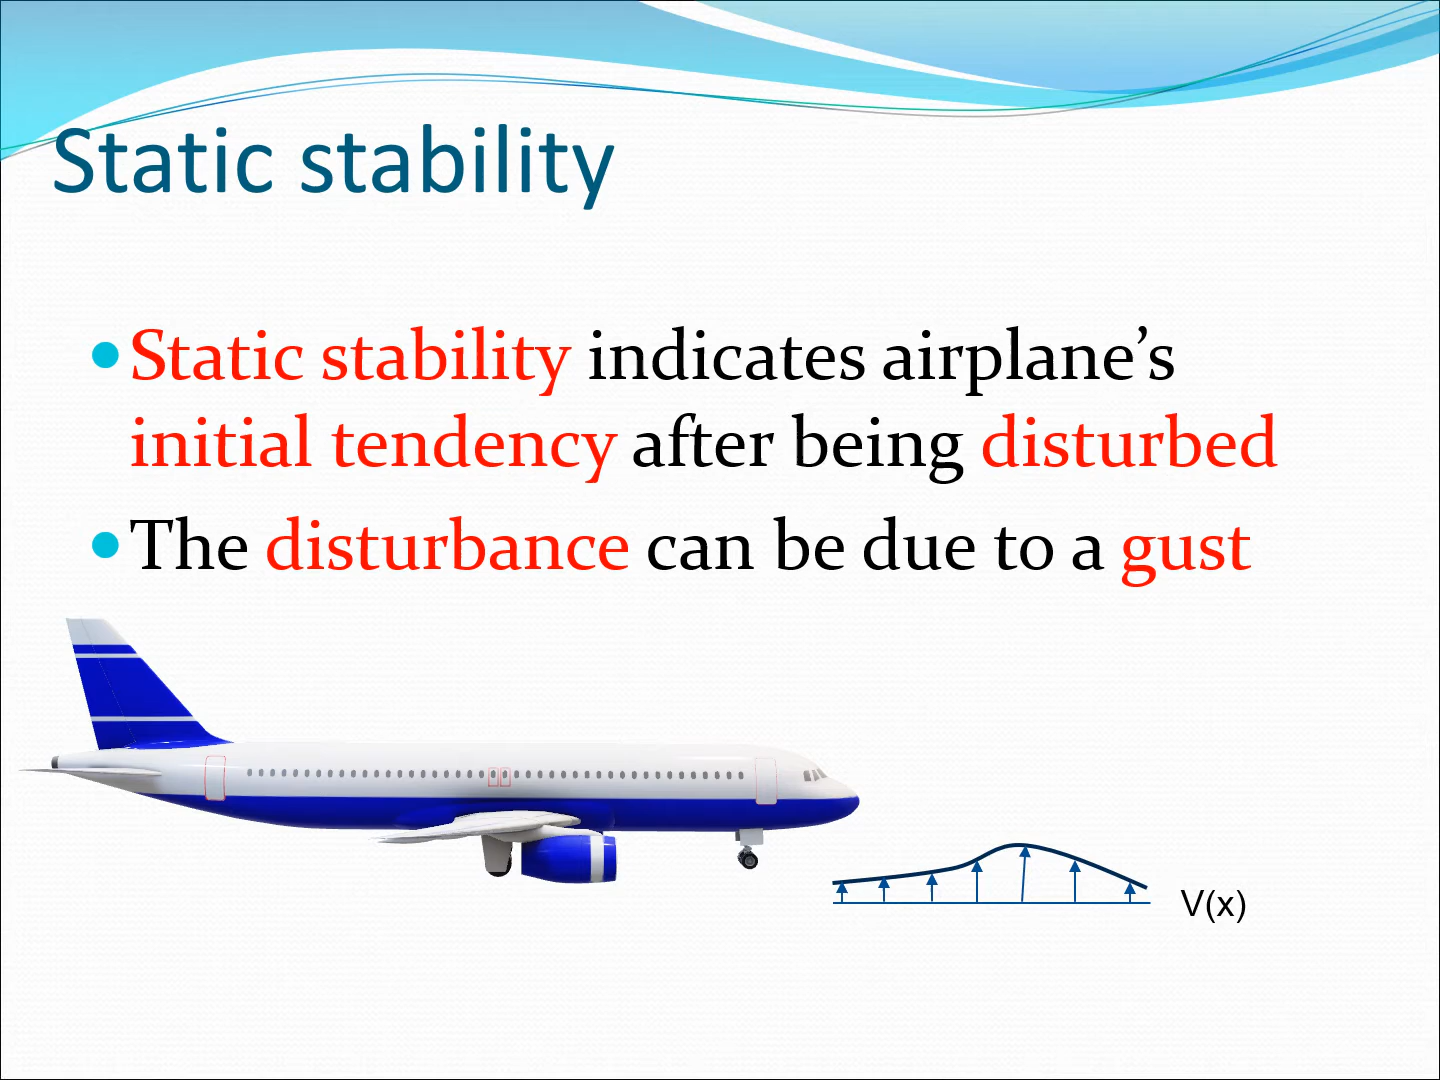 Static stability
Static stability indicates airplane’s
initial tendency after being disturbed
The disturbance can be due to a gust
V(x)